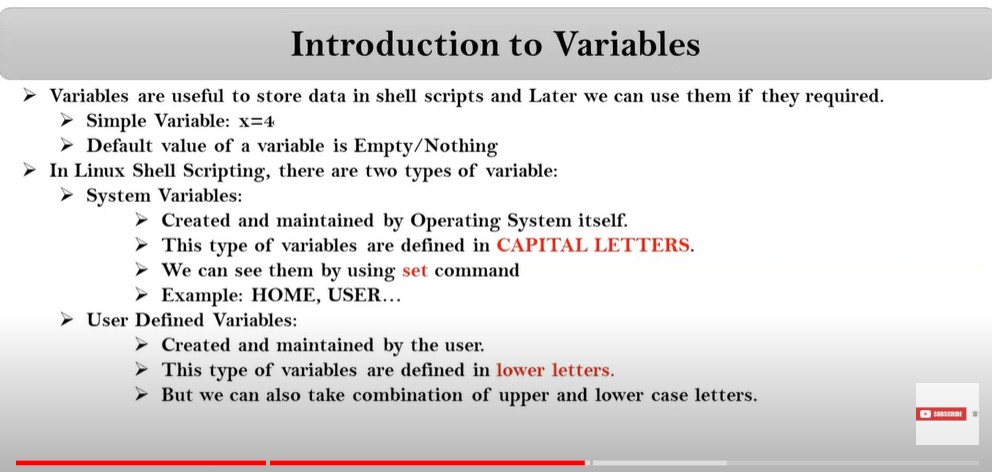 Introduction to Variables
➢ Variables are useful to store data in shell scripts and Later we can use them if they required.
➢ Simple Variable: x=4
➢ Default value of a variable is Empty/Nothing
➢ In Linux Shell Scripting, there are two types of variable:
➢ System Variables:
➢ Created and maintained by Operating System itself.
➢ This type of variables are defined in CAPITAL LETTERS.
➢ We can see them by using set command
➢ Example: HOME, USER…
➢ User Defined Variables:
➢ Created and maintained by the user.
➢ This type of variables are defined in lower letters.
➢ But we can also take combination of upper and lower case letters.
SUBSCRIBE